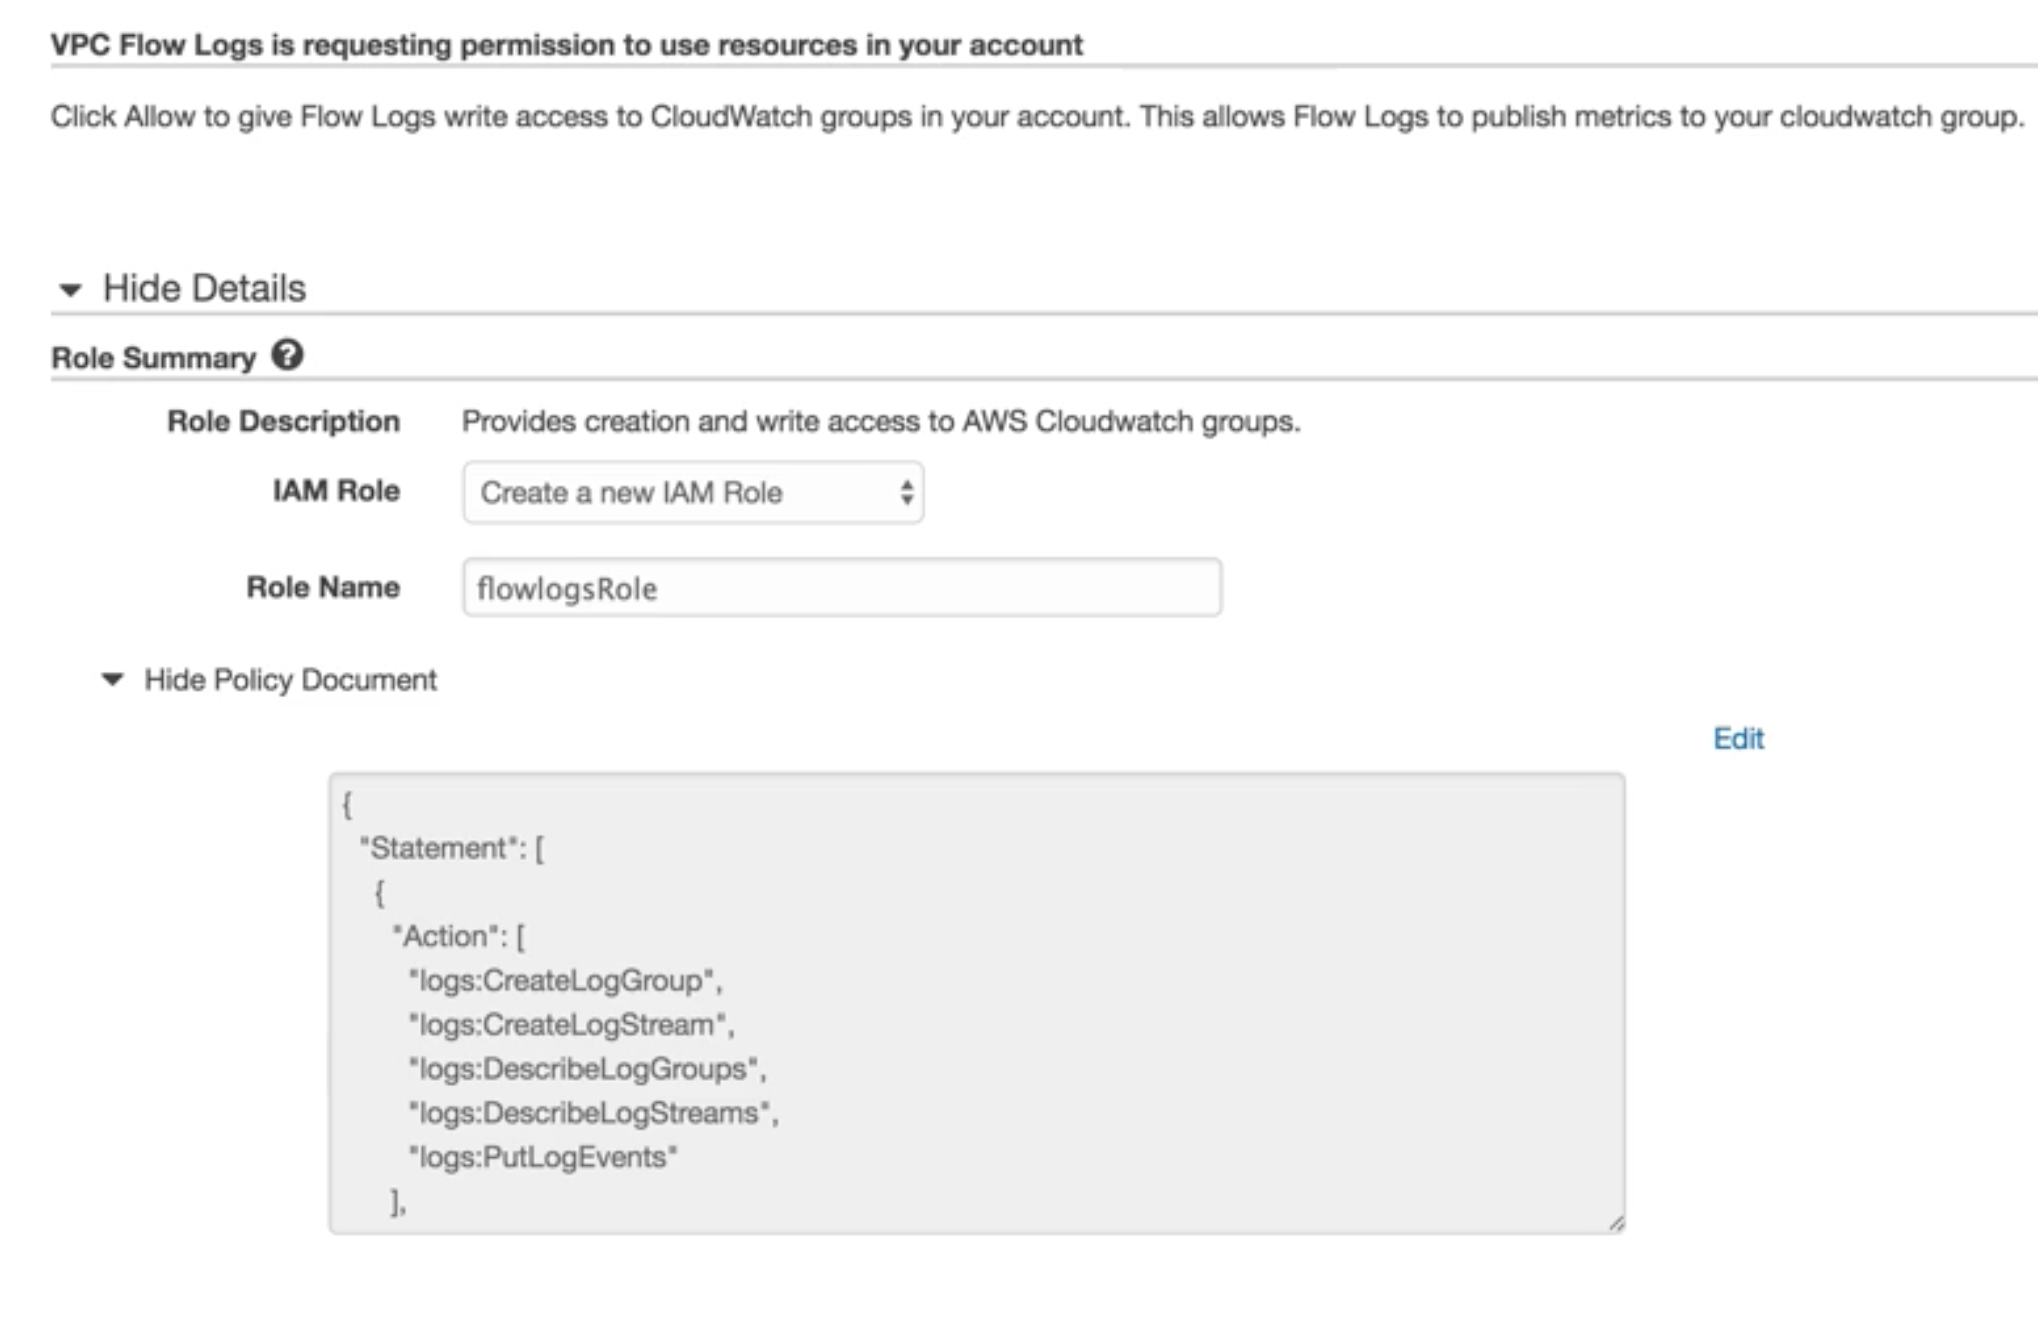 VPC Flow Logs is requesting permission to use resources in your account
Click Allow to give Flow Logs write access to CloudWatch groups in your account. This allows Flow Logs to publish metrics to your cloudwatch group.
Hide Details
Role Summary ?
Role Description Provides creation and write access to AWS Cloudwatch groups.
IAM Role Create a new IAM Role
Role Name flowlogsRole
Hide Policy Document
Edit
{
"Statement": [
{
"Action": [
"logs:CreateLogGroup",
"logs:CreateLogStream",
"logs:DescribeLogGroups",
"logs:DescribeLogStreams",
"logs:PutLogEvents"
],